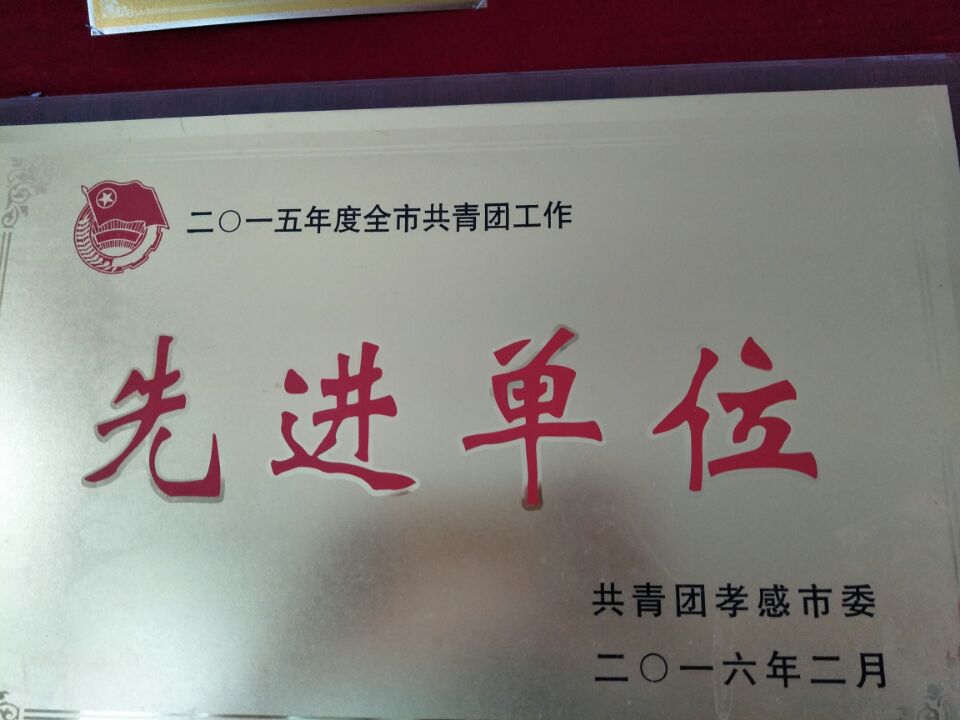 二〇一五年度全市共青团工作
先进单位
共青团孝感市委
二〇一六年二月